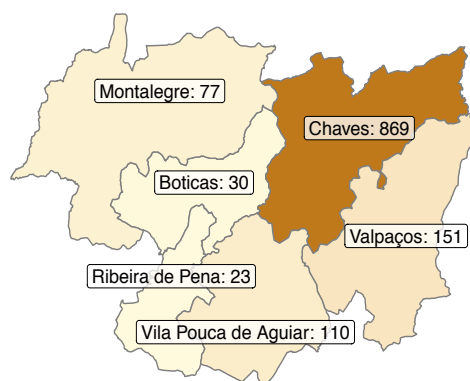 Montalegre: 77
Chaves: 869
Boticas: 30
Valpaços: 151
Ribeira de Pena: 23
Vila Pouca de Aguiar: 110